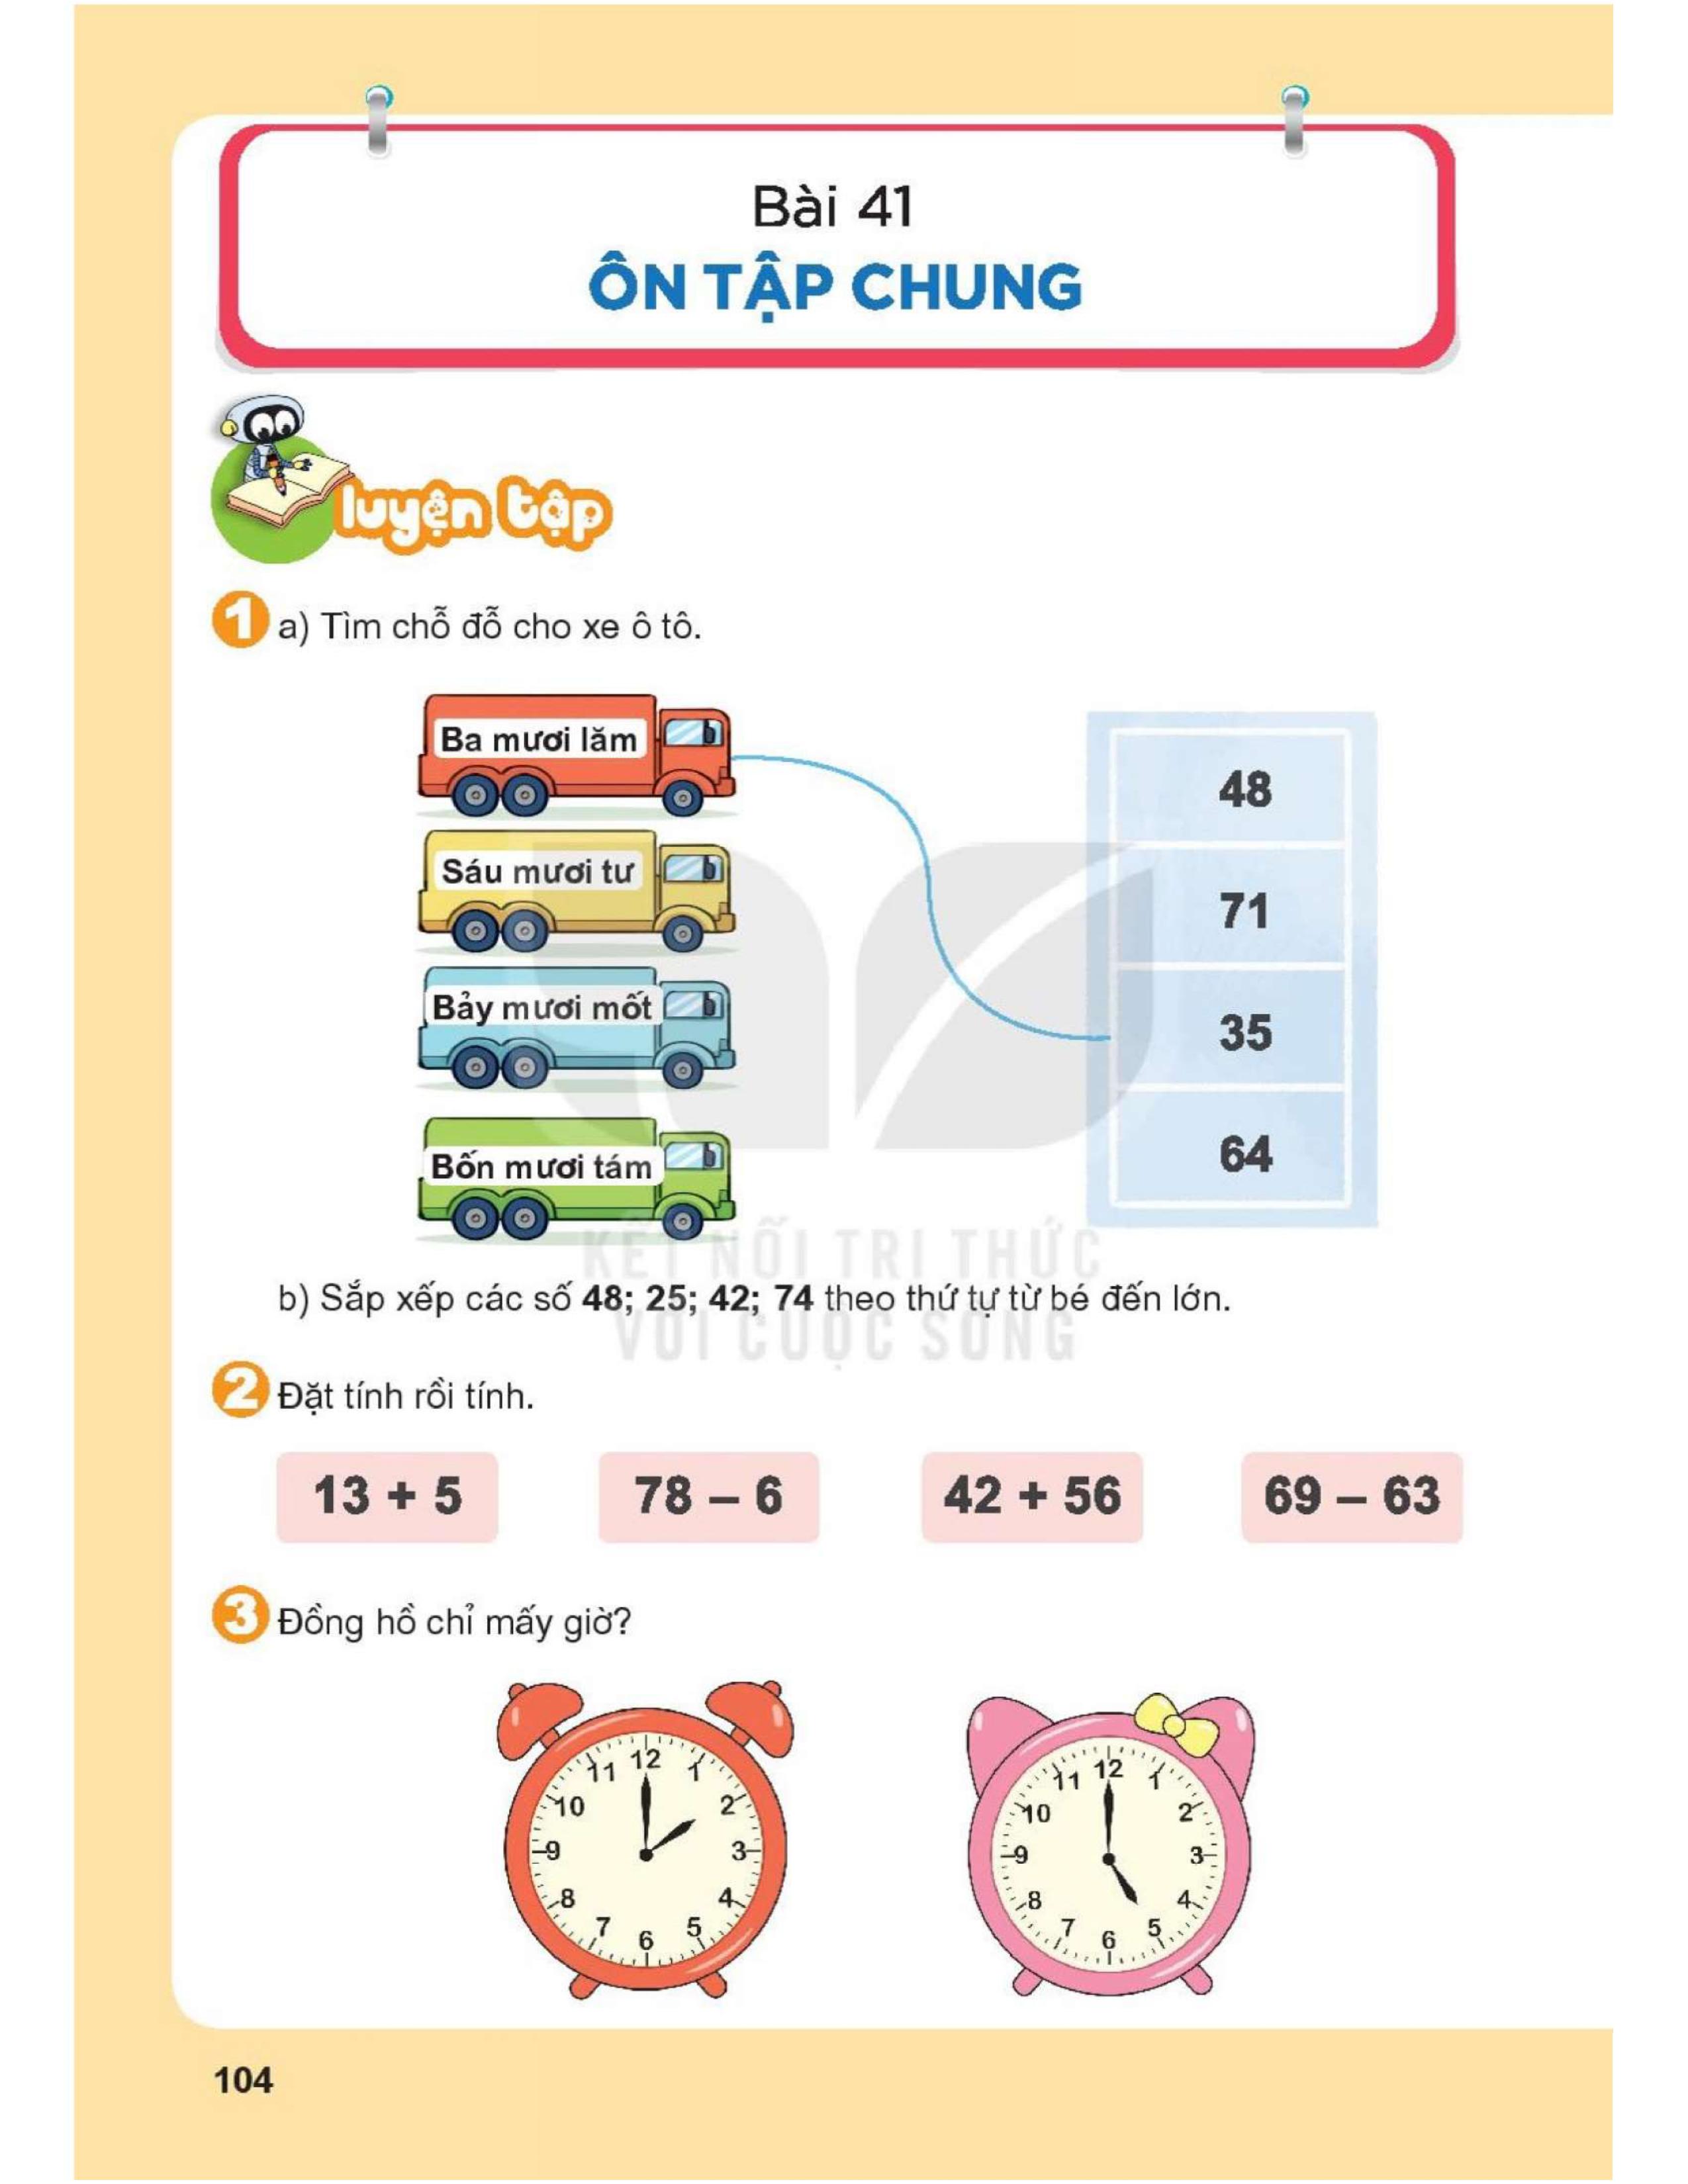 Bài 41
ÔN TẬP CHUNG
luyện tập
1 a) Tìm chỗ đỗ cho xe ô tô.
Ba mươi lăm
Sáu mươi tư
Bảy mươi mốt
Bốn mươi tám
48
71
35
64
KẾT NỐI TRI THỨC
VỚI CUỘC SỐNG
b) Sắp xếp các số 48; 25; 42; 74 theo thứ tự từ bé đến lớn.
2 Đặt tính rồi tính.
13 + 5 78 – 6 42 + 56 69 – 63
3 Đồng hồ chỉ mấy giờ?
12 1 2 3 4 5 6 7 8 9 10 11
12 1 2 3 4 5 6 7 8 9 10 11
104